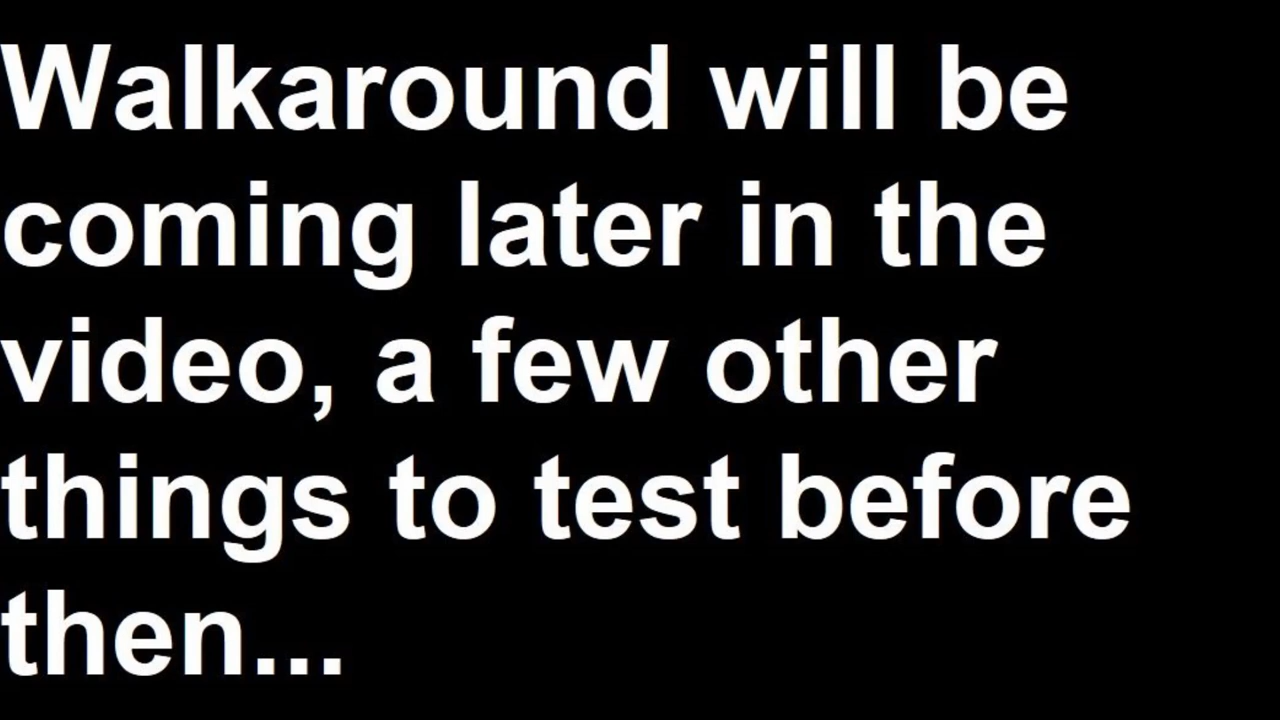 Walkaround will be
coming later in the
video, a few other
things to test before
then...